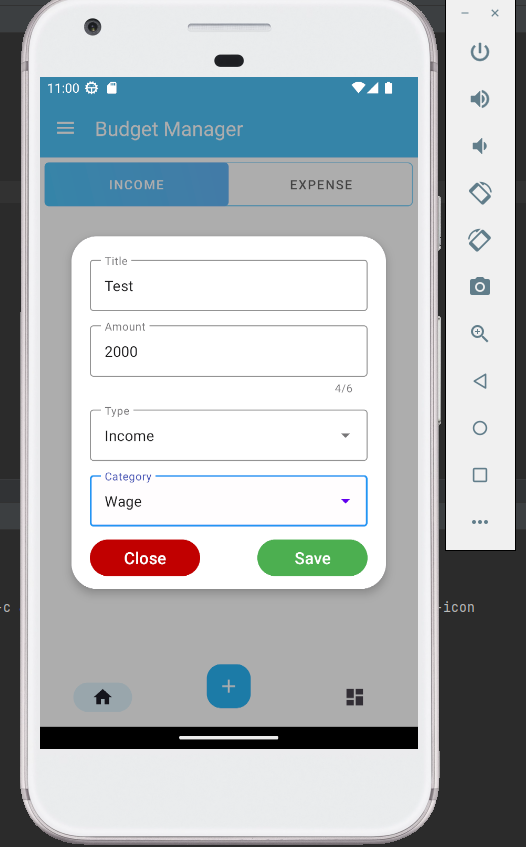 11:00
Budget Manager
INCOME EXPENSE
Title
Test
Amount
2000
4/6
Type
Income
Category
Wage
Close Save
-c -icon